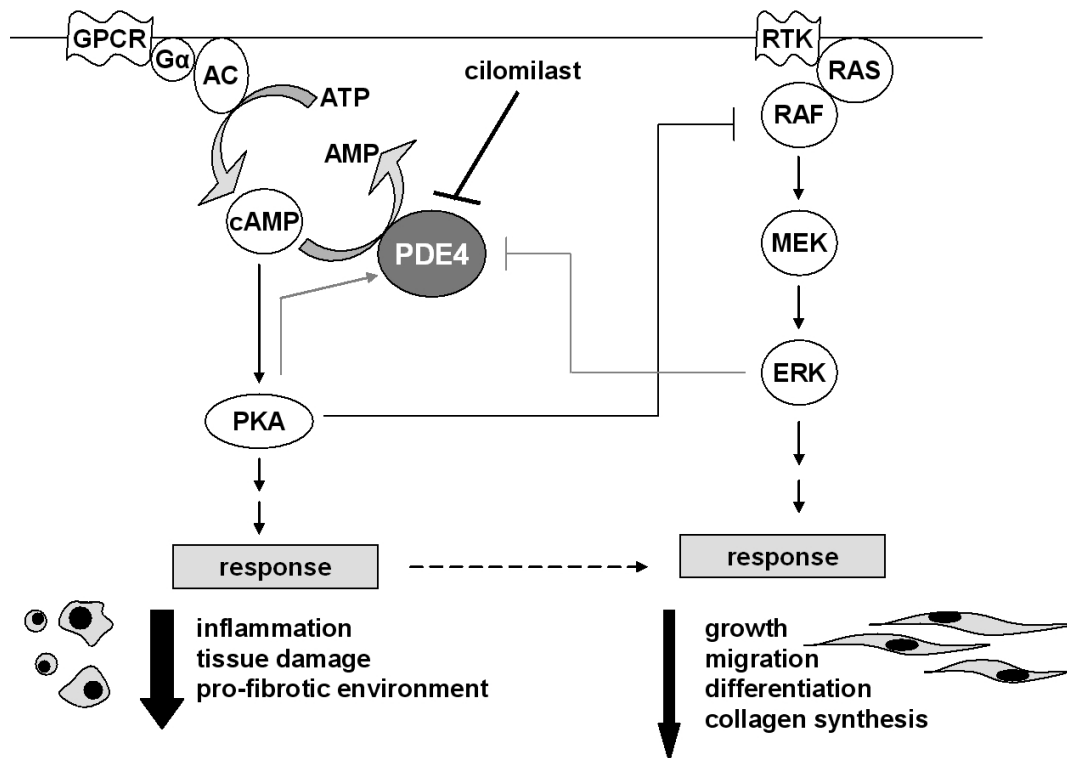 GPCR
Gα
AC
ATP
cilomilast
RTK
RAS
RAF
AMP
cAMP
PDE4
MEK
ERK
PKA
response
response
inflammation
tissue damage
pro-fibrotic environment
growth
migration
differentiation
collagen synthesis